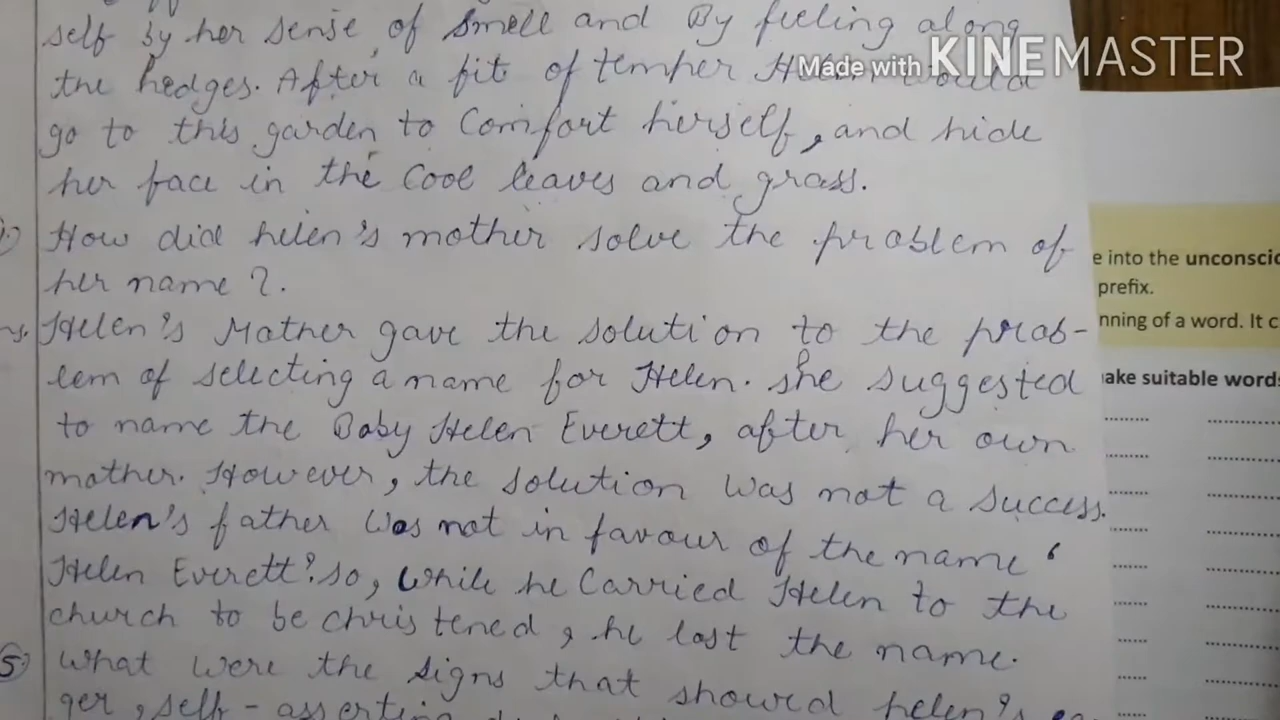 self by her sense of smell and By feeling along
the hedges. After a fit of temper
Made with KINEMASTER
go to this garden to Comfort herself, and hide
her face in the cool leaves and grass.
How did helen's mother solve the problem of
her name ?.
Helen's Mother gave the solution to the prob-
lem of selecting a name for Helen. she suggested
to name the Baby Helen Everett, after her own
mother. However, the solution was not a success.
Helen's father was not in favour of the name '
Helen Everett'. so, while he Carried Helen to the
church to be christened, he lost the name.
5)
what were the signs that showed helen's ea-
ger, self-asserting
e into the unconscio
prefix.
nning of a word. It c
ake suitable words